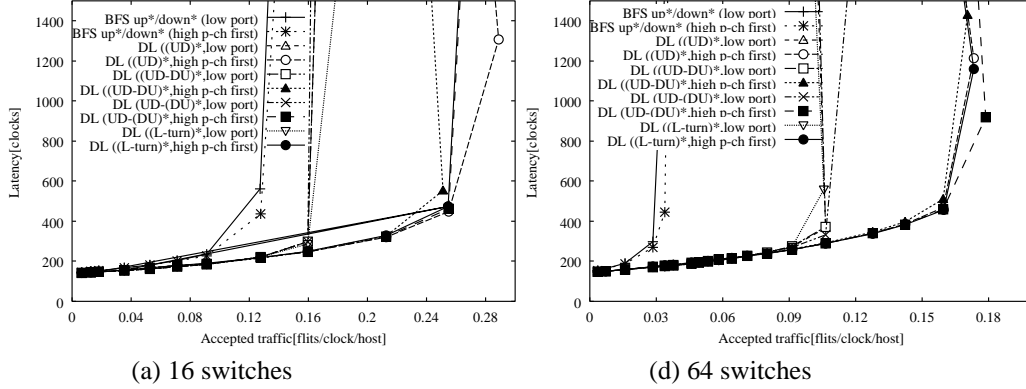 1400
1200
1000
800
600
400
200
0
Latency[clocks]
BFS up*/down* (low port)
BFS up*/down* (high p-ch first)
DL ((UD)*,low port)
DL ((UD)*,high p-ch first)
DL ((UD-DU)*,low port)
DL ((UD-DU)*,high p-ch first)
DL (UD-(DU)*,low port)
DL (UD-(DU)*,high p-ch first)
DL ((L-turn)*,low port)
DL ((L-turn)*,high p-ch first)
0 0.04 0.08 0.12 0.16 0.2 0.24 0.28
Accepted traffic[flits/clock/host]
(a) 16 switches
1400
1200
1000
800
600
400
200
0
Latency[clocks]
BFS up*/down* (low port)
BFS up*/down* (high p-ch first)
DL ((UD)*,low port)
DL ((UD)*,high p-ch first)
DL ((UD-DU)*,low port)
DL ((UD-DU)*,high p-ch first)
DL (UD-(DU)*,low port)
DL (UD-(DU)*,high p-ch first)
DL ((L-turn)*,low port)
DL ((L-turn)*,high p-ch first)
0 0.03 0.06 0.09 0.12 0.15 0.18
Accepted traffic[flits/clock/host]
(d) 64 switches